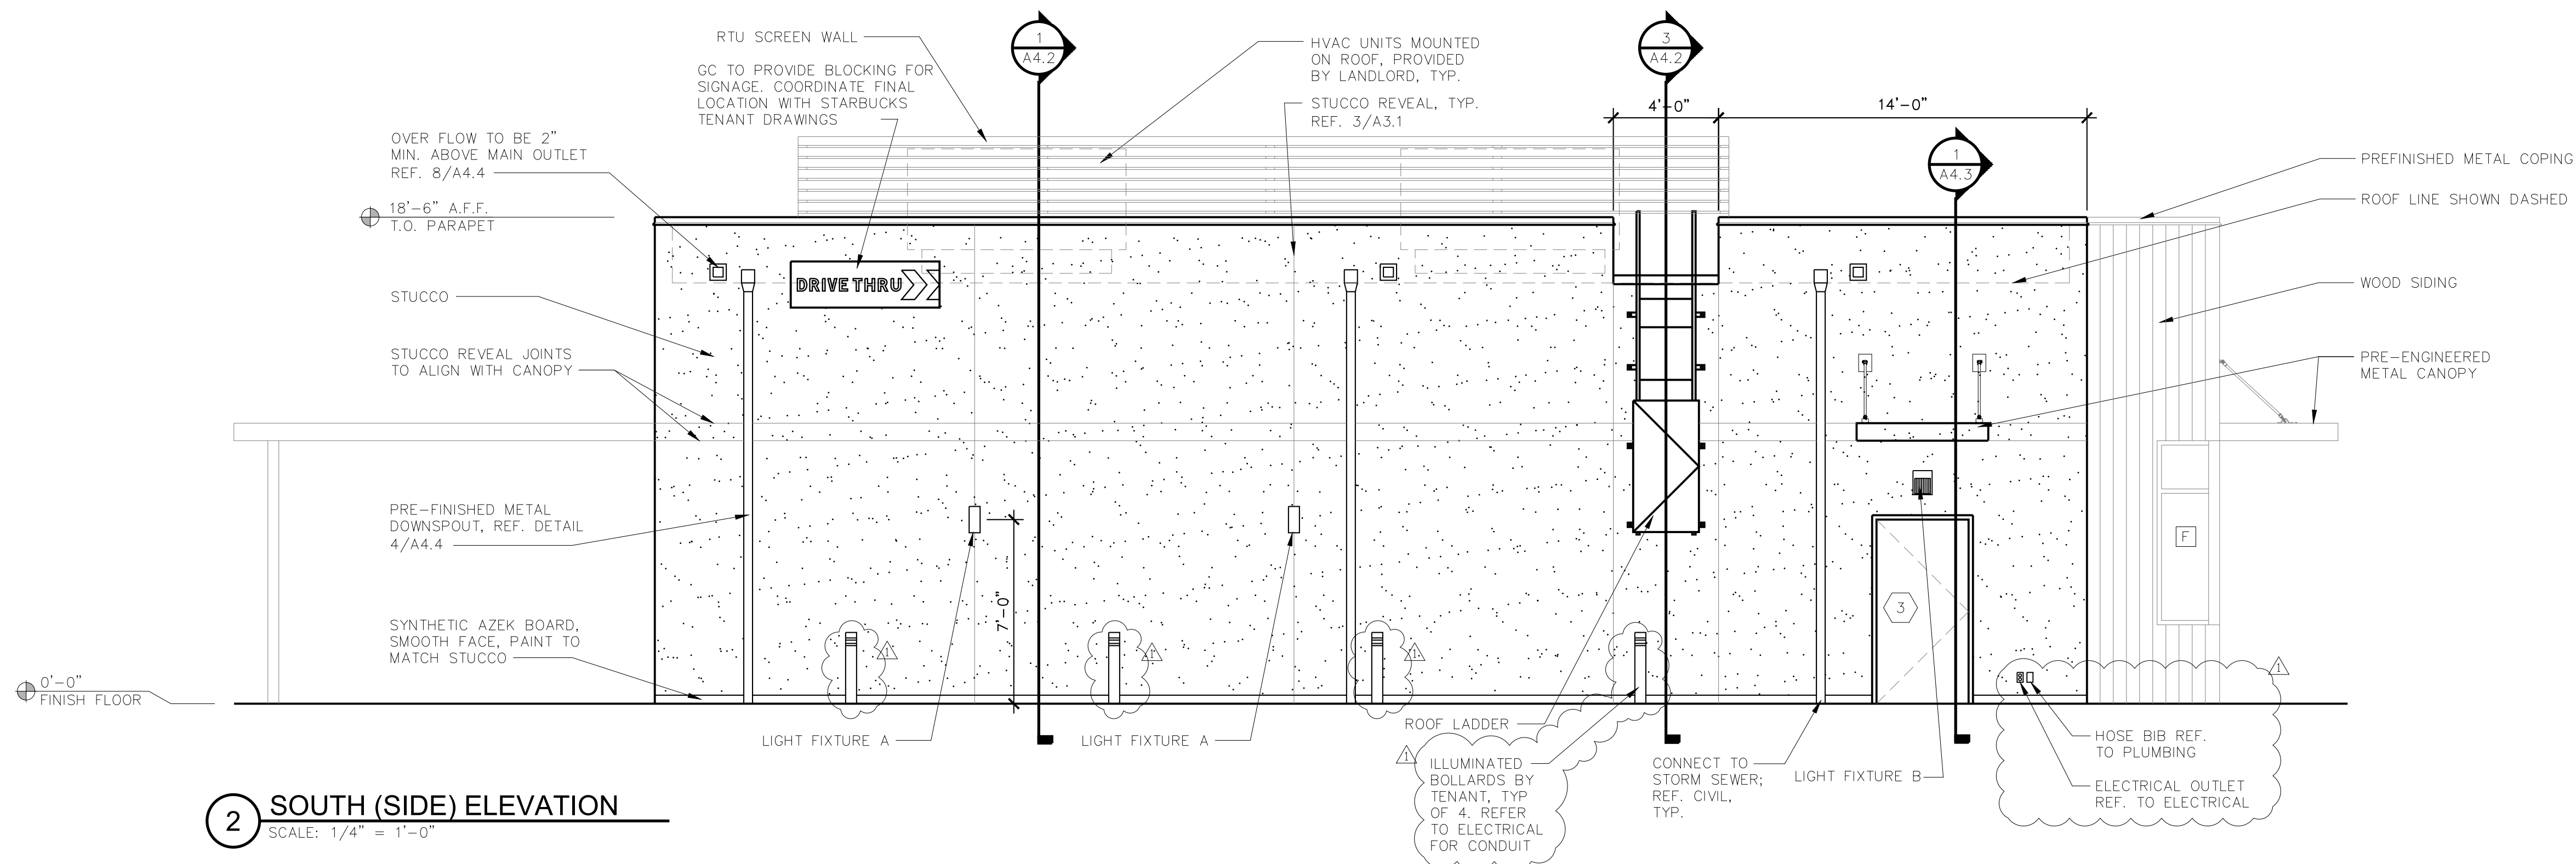 RTU SCREEN WALL
GC TO PROVIDE BLOCKING FOR
SIGNAGE. COORDINATE FINAL
LOCATION WITH STARBUCKS
TENANT DRAWINGS
1
A4.2
HVAC UNITS MOUNTED
ON ROOF, PROVIDED
BY LANDLORD, TYP.
STUCCO REVEAL, TYP.
REF. 3/A3.1
3
A4.2
4'-0"
14'-0"
1
A4.3
PREFINISHED METAL COPING
ROOF LINE SHOWN DASHED
WOOD SIDING
PRE-ENGINEERED
METAL CANOPY
OVER FLOW TO BE 2"
MIN. ABOVE MAIN OUTLET
REF. 8/A4.4
18'-6" A.F.F.
T.O. PARAPET
STUCCO
STUCCO REVEAL JOINTS
TO ALIGN WITH CANOPY
PRE-FINISHED METAL
DOWNSPOUT, REF. DETAIL
4/A4.4
SYNTHETIC AZEK BOARD,
SMOOTH FACE, PAINT TO
MATCH STUCCO
0'-0"
FINISH FLOOR
DRIVE THRU
7'-0"
F
3
1
1
1
1
1
LIGHT FIXTURE A
LIGHT FIXTURE A
ROOF LADDER
ILLUMINATED
BOLLARDS BY
TENANT, TYP
OF 4. REFER
TO ELECTRICAL
FOR CONDUIT
CONNECT TO
STORM SEWER;
REF. CIVIL,
TYP.
LIGHT FIXTURE B
HOSE BIB REF.
TO PLUMBING
ELECTRICAL OUTLET
REF. TO ELECTRICAL
2
SOUTH (SIDE) ELEVATION
SCALE: 1/4" = 1'-0"